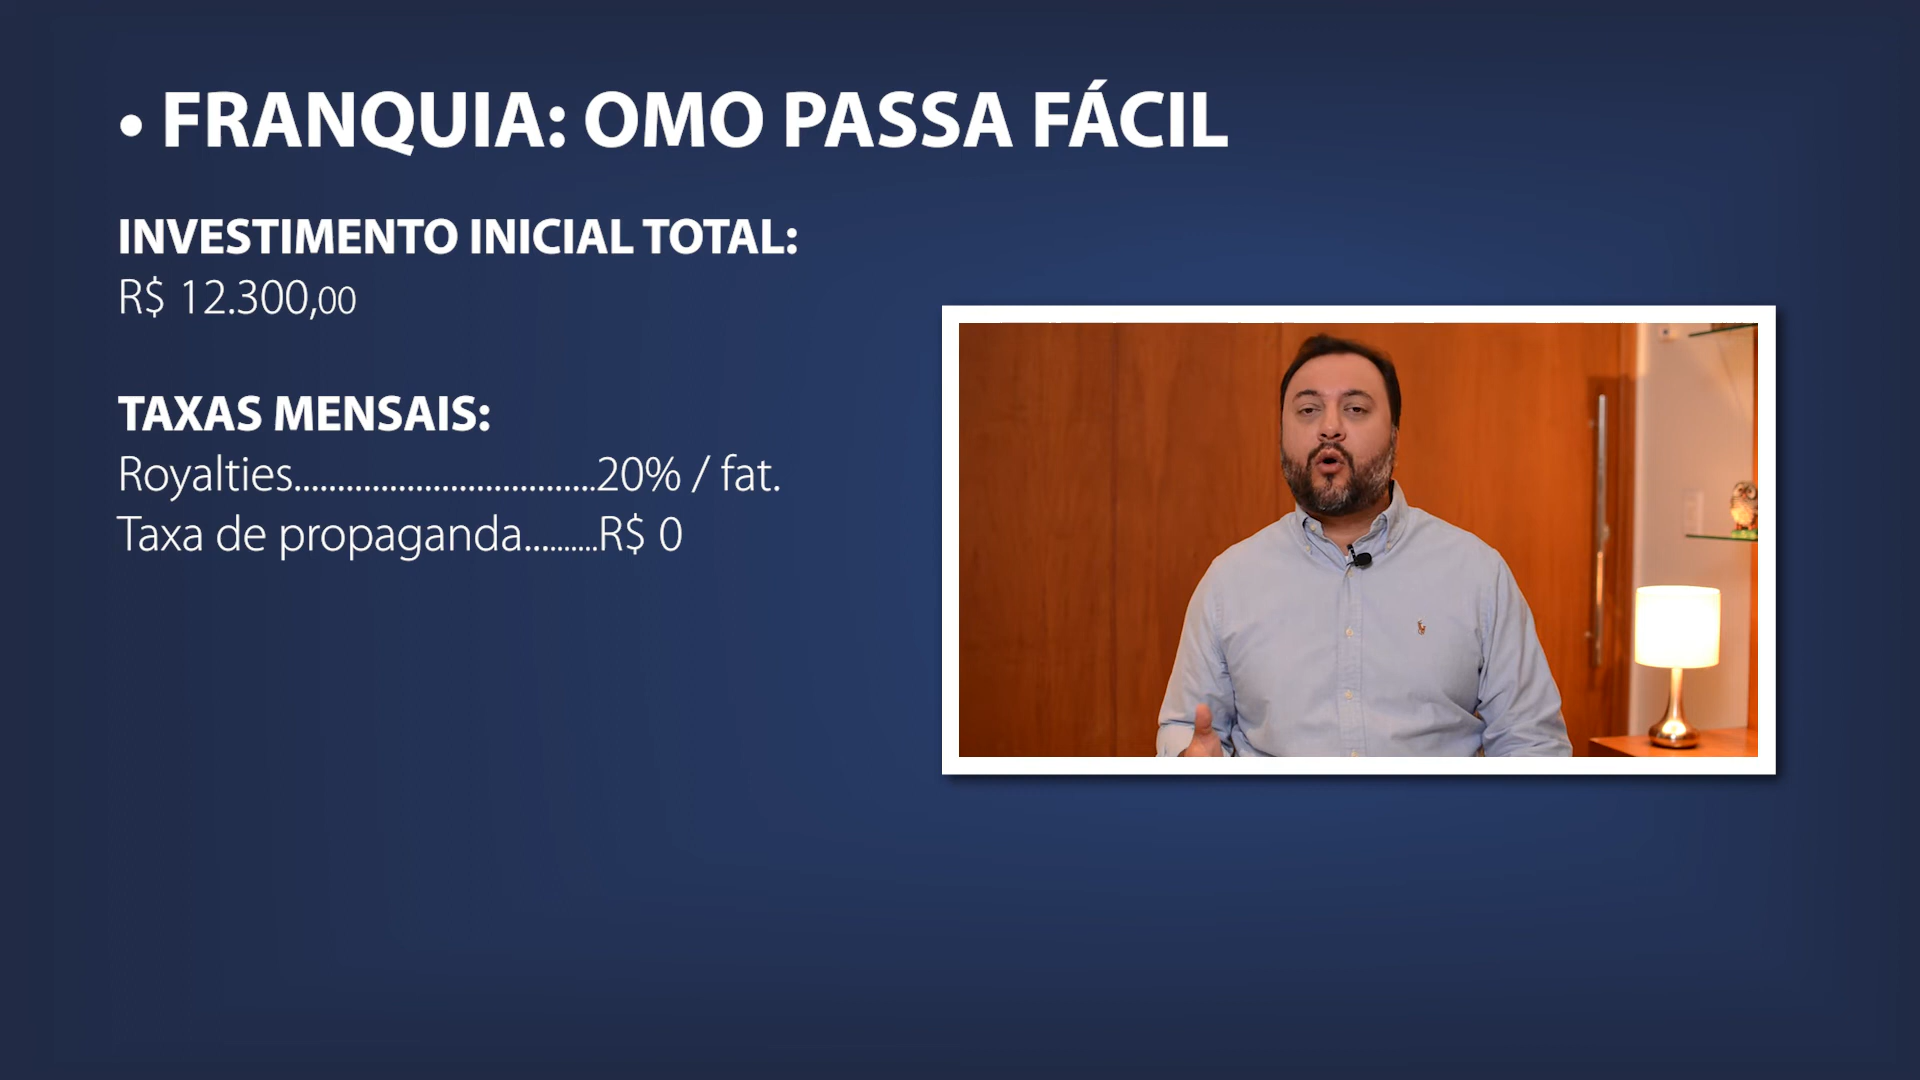 • FRANQUIA: OMO PASSA FÁCIL
INVESTIMENTO INICIAL TOTAL:
R$ 12.300,00
TAXAS MENSAIS:
Royalties...................................20% / fat.
Taxa de propaganda..........R$ 0